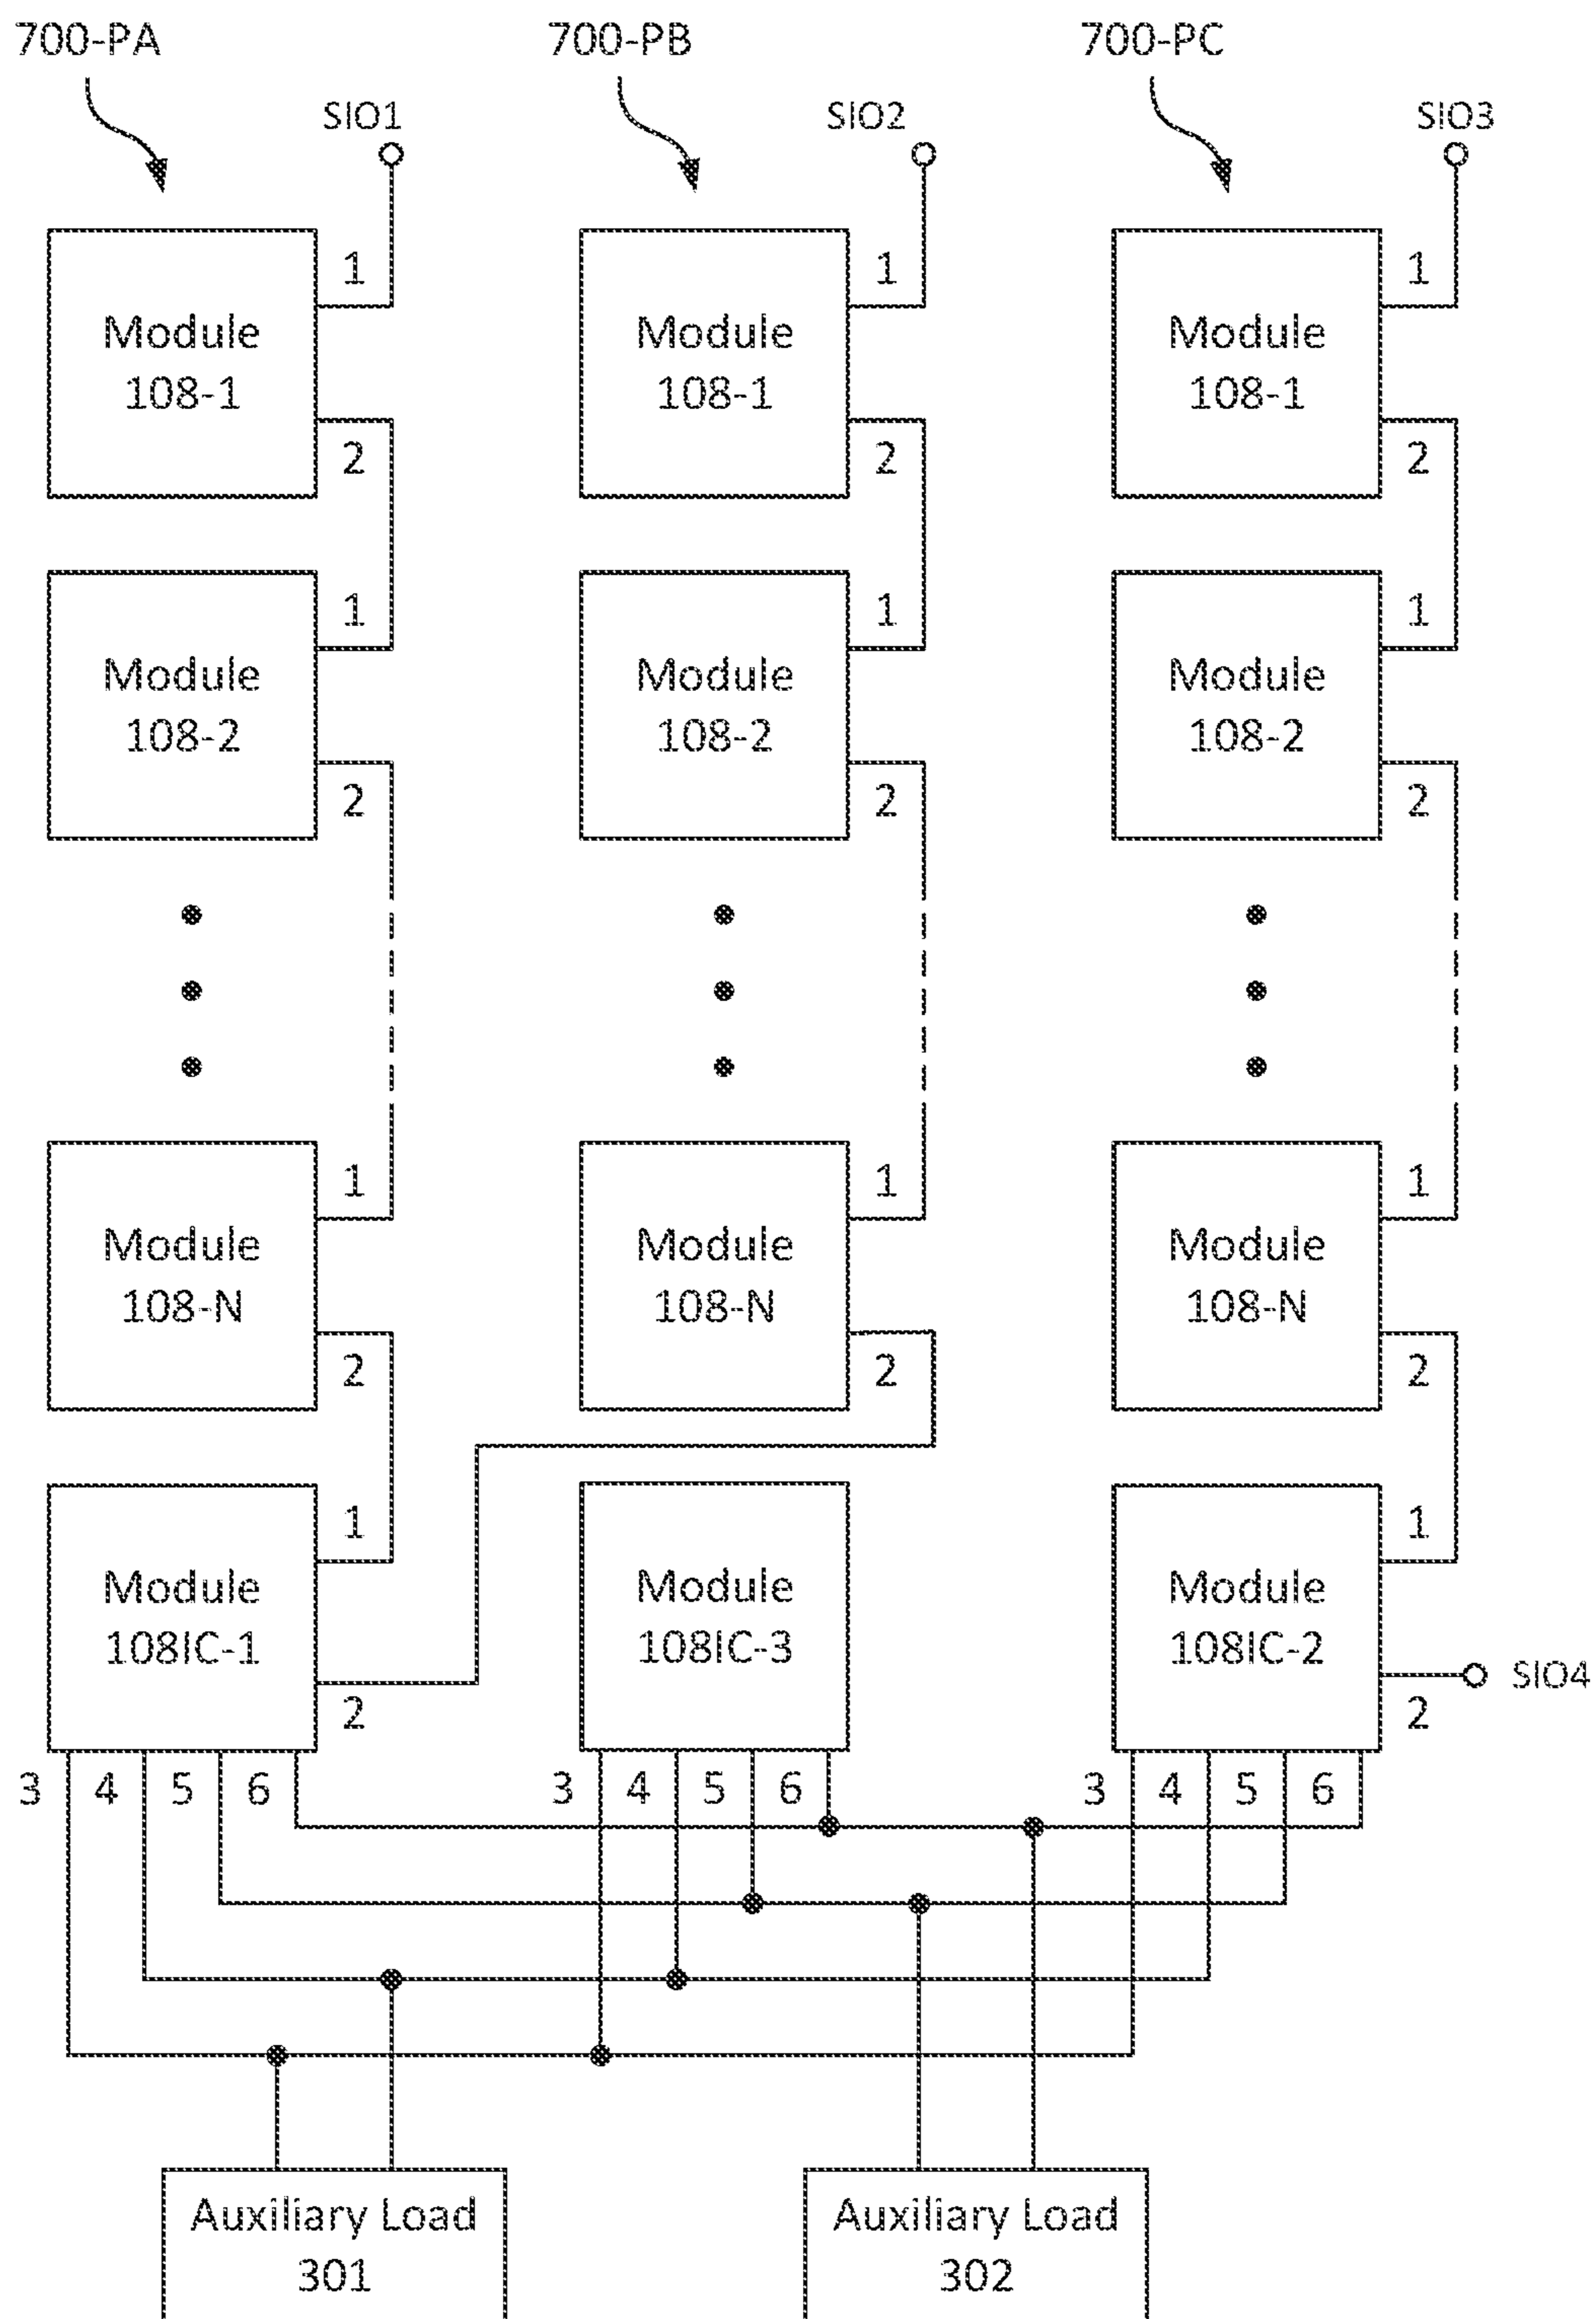 700-PA
700-PB
700-PC
SIO1
SIO2
SIO3
1
1
1
Module
108-1
Module
108-1
Module
108-1
2
2
2
1
1
1
Module
108-2
Module
108-2
Module
108-2
2
2
2
1
1
1
Module
108-N
Module
108-N
Module
108-N
2
2
2
1
1
Module
108IC-1
Module
108IC-3
Module
108IC-2
SIO4
2
2
3 4 5 6
3 4 5 6
3 4 5 6
Auxiliary Load
301
Auxiliary Load
302